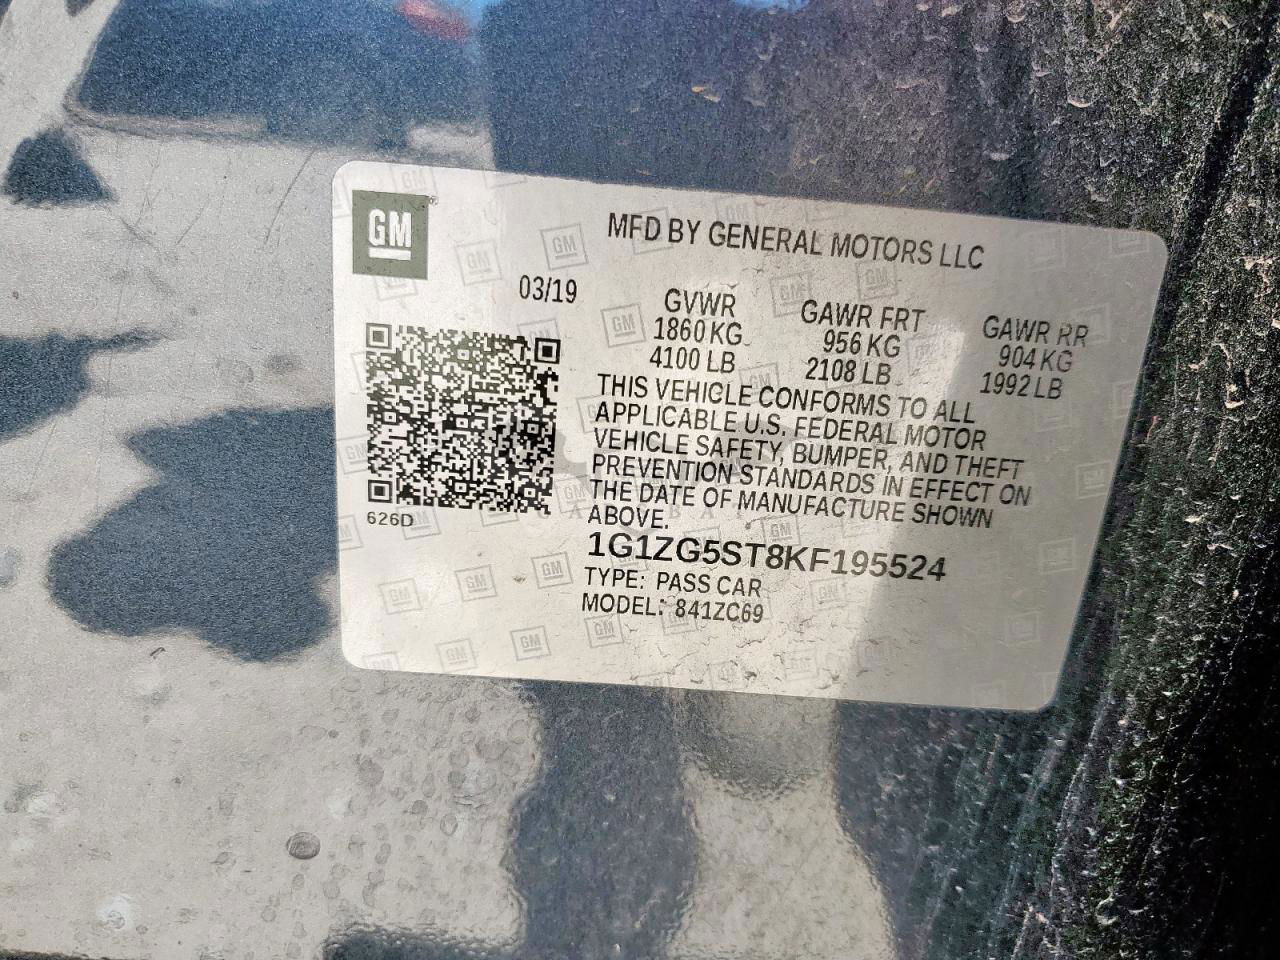 GM
MFD BY GENERAL MOTORS LLC
03/19
GVWR
1860 KG
4100 LB
GAWR FRT
956 KG
2108 LB
GAWR RR
904 KG
1992 LB
THIS VEHICLE CONFORMS TO ALL
APPLICABLE U.S. FEDERAL MOTOR
VEHICLE SAFETY, BUMPER, AND THEFT
PREVENTION STANDARDS IN EFFECT ON
THE DATE OF MANUFACTURE SHOWN
ABOVE.
626D
1G1ZG5ST8KF195524
TYPE: PASS CAR
MODEL: 841ZC69